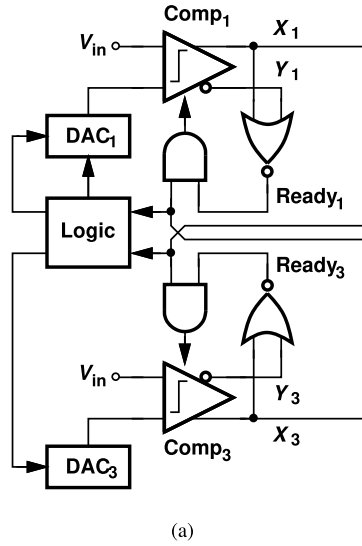 Comp₁
Vin
X₁
Y₁
DAC₁
Ready₁
Logic
Ready₃
Vin
Y₃
X₃
Comp₃
DAC₃
(a)